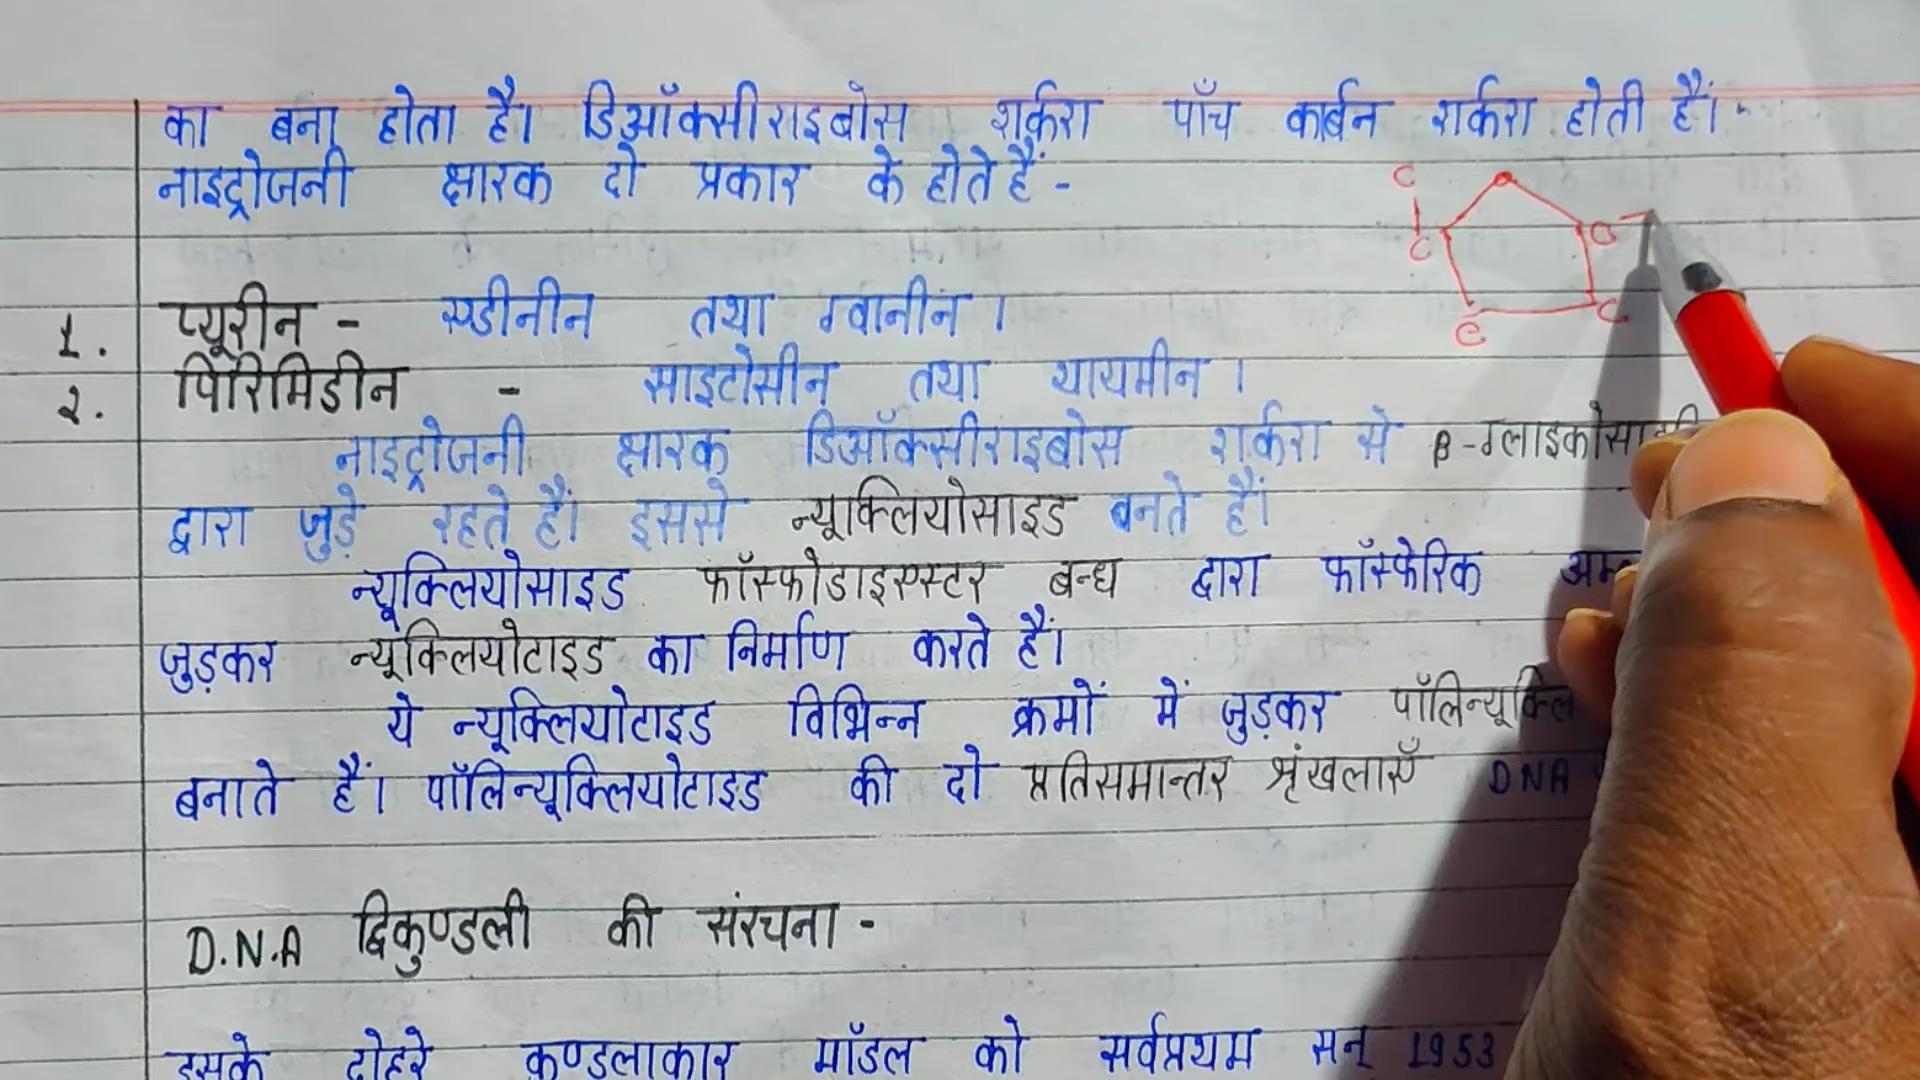 का बना होता है। डिऑक्सीराइबोस शर्करा पाँच कार्बन शर्करा होती हैं।
नाइट्रोजनी क्षारक दो प्रकार के होते हैं -
C
C C
C C
1. प्यूरीन - एडीनीन तथा ग्वानीन।
2. पिरिमिडीन - साइटोसीन तथा थायमीन।
नाइट्रोजनी क्षारक डिऑक्सीराइबोस शर्करा से β-ग्लाइकोसा
द्वारा जुड़े रहते हैं। इससे न्यूक्लियोसाइड बनते हैं।
न्यूक्लियोसाइड फॉस्फोडाइएस्टर बन्ध द्वारा फॉस्फेरिक
जुड़कर न्यूक्लियोटाइड का निर्माण करते हैं।
ये न्यूक्लियोटाइड विभिन्न क्रमों में जुड़कर पॉलिन्यूक्लि
बनाते हैं। पॉलिन्यूक्लियोटाइड की दो प्रतिसमान्तर श्रृंखलाएँ DNA
D.N.A द्विकुण्डली की संरचना -
इसके दोहरे कुण्डलाकार मॉडल को सर्वप्रथम सन् 1953